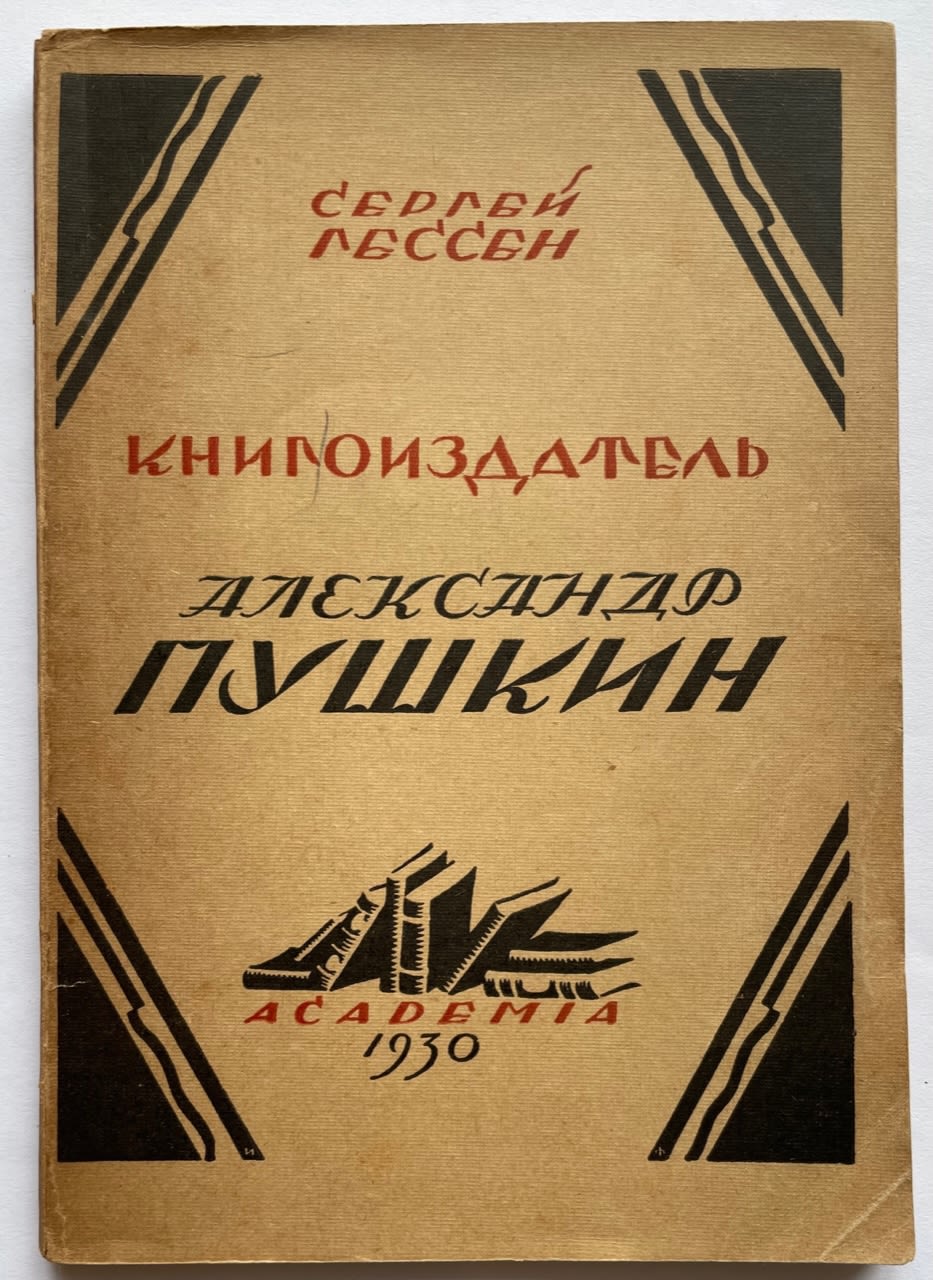 СЕРГЕЙ
ГЕССЕН
КНИГОИЗДАТЕЛЬ
АЛЕКСАНДР
ПУШКИН
ACADEMIA
1930
И
Ф